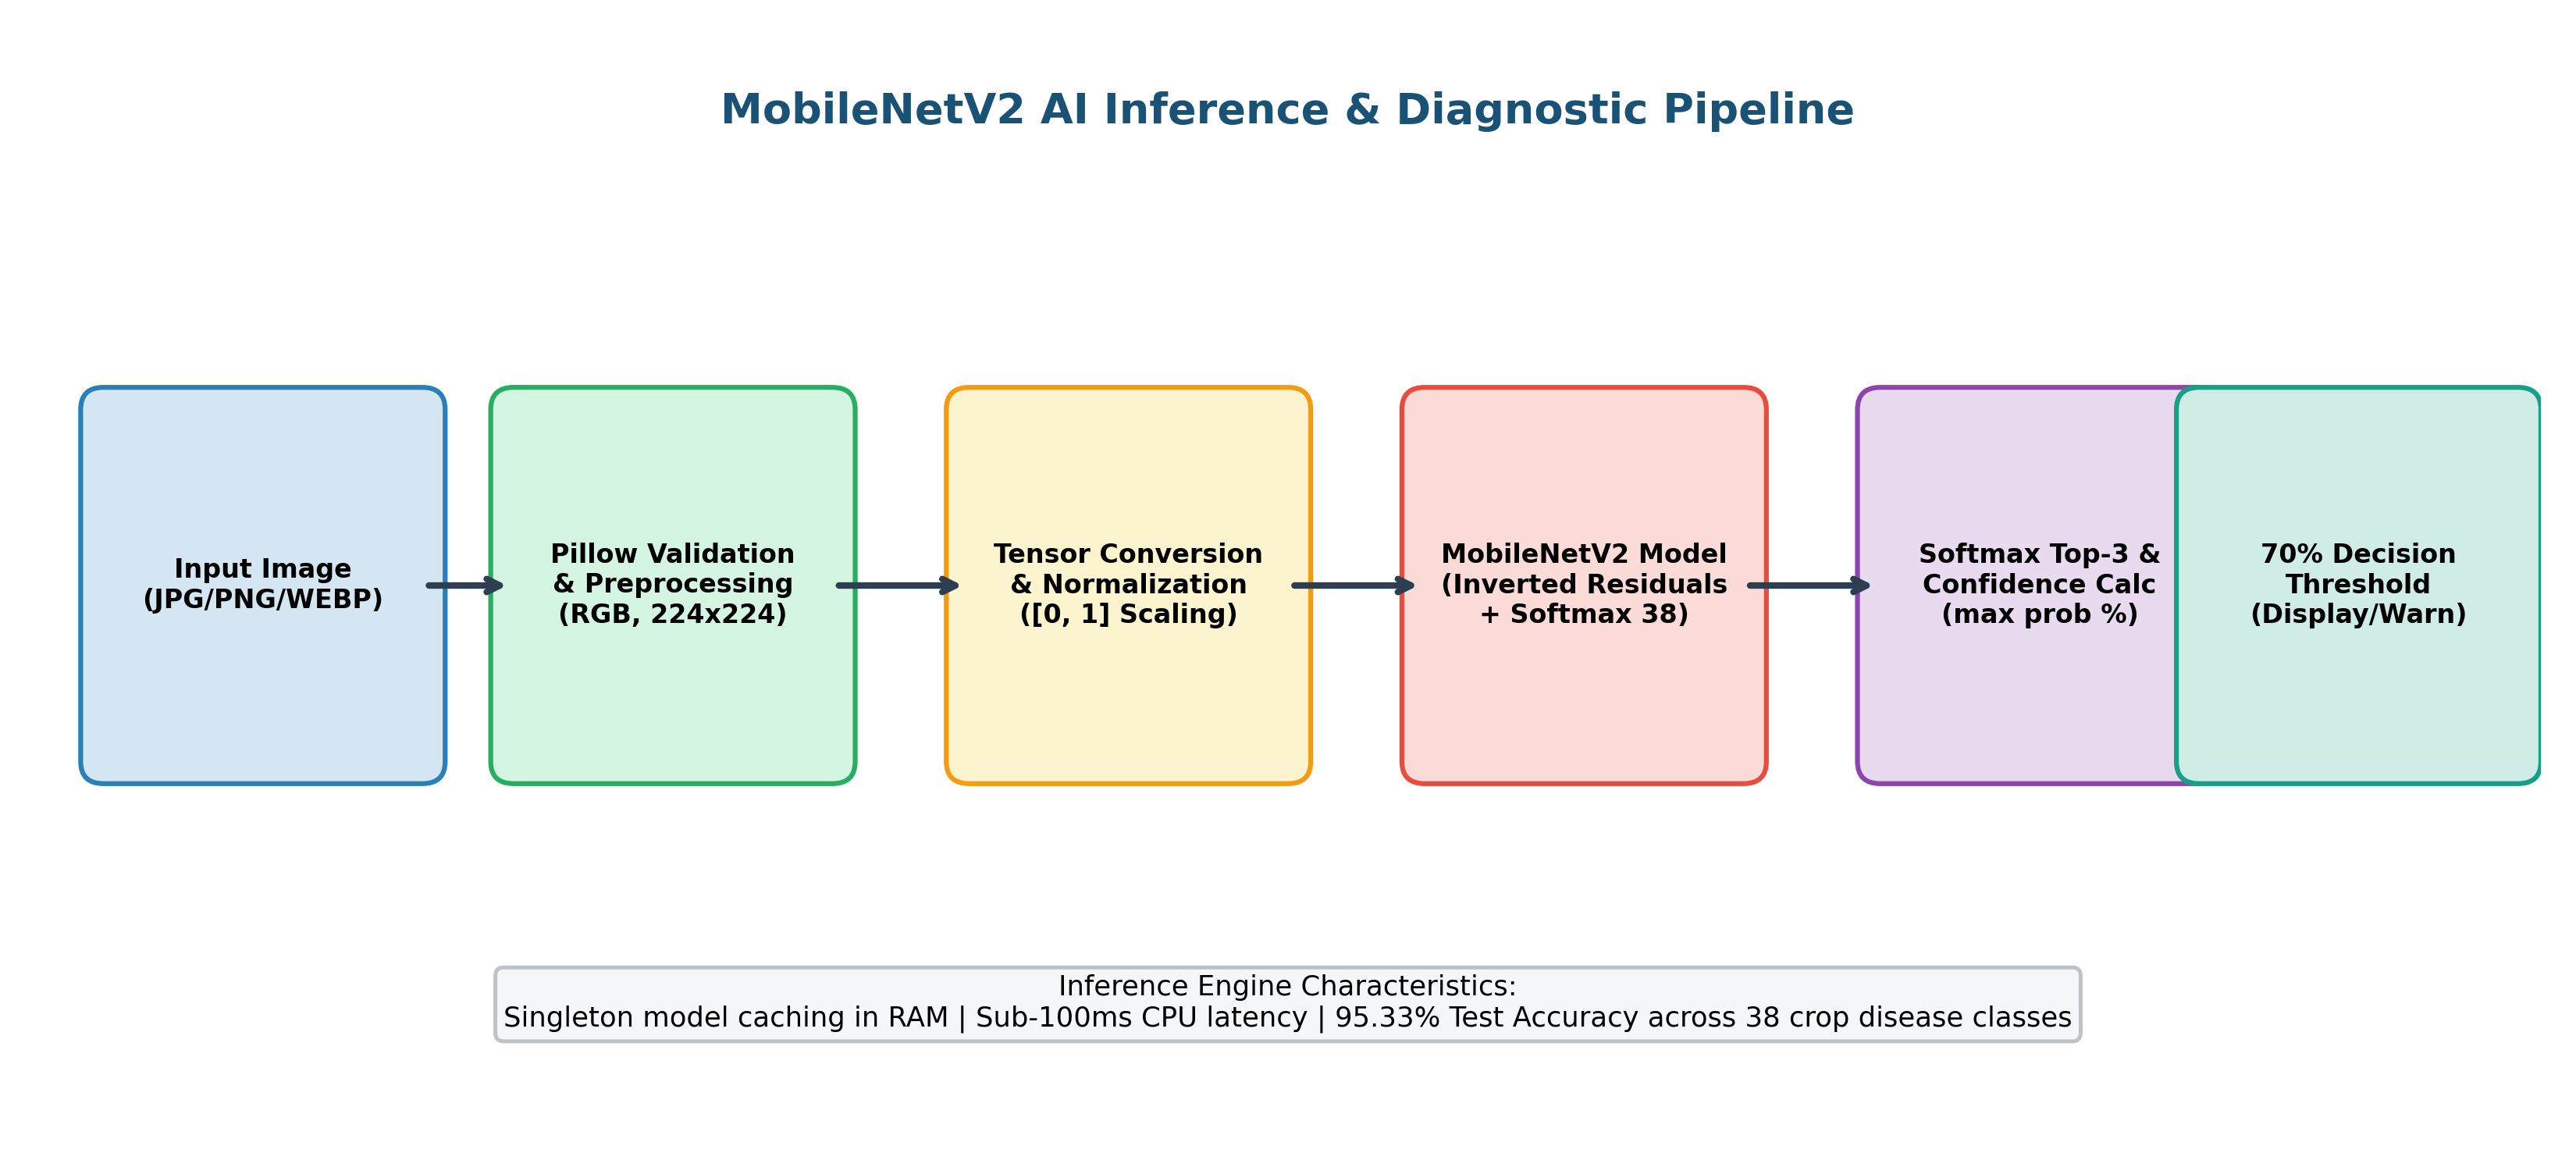 MobileNetV2 AI Inference & Diagnostic Pipeline
Input Image
(JPG/PNG/WEBP)
Pillow Validation
& Preprocessing
(RGB, 224x224)
Tensor Conversion
& Normalization
([0, 1] Scaling)
MobileNetV2 Model
(Inverted Residuals
+ Softmax 38)
Softmax Top-3 &
Confidence Calc
(max prob %)
70% Decision
Threshold
(Display/Warn)
Inference Engine Characteristics:
Singleton model caching in RAM | Sub-100ms CPU latency | 95.33% Test Accuracy across 38 crop disease classes